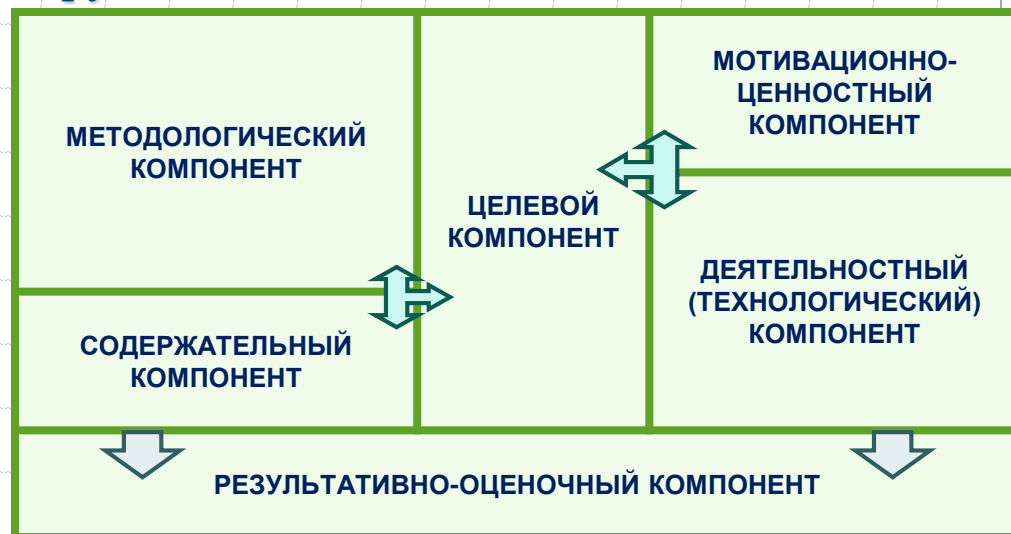 МЕТОДОЛОГИЧЕСКИЙ
КОМПОНЕНТ
СОДЕРЖАТЕЛЬНЫЙ
КОМПОНЕНТ
ЦЕЛЕВОЙ
КОМПОНЕНТ
МОТИВАЦИОННО-
ЦЕННОСТНЫЙ
КОМПОНЕНТ
ДЕЯТЕЛЬНОСТНЫЙ
(ТЕХНОЛОГИЧЕСКИЙ)
КОМПОНЕНТ
РЕЗУЛЬТАТИВНО-ОЦЕНОЧНЫЙ КОМПОНЕНТ